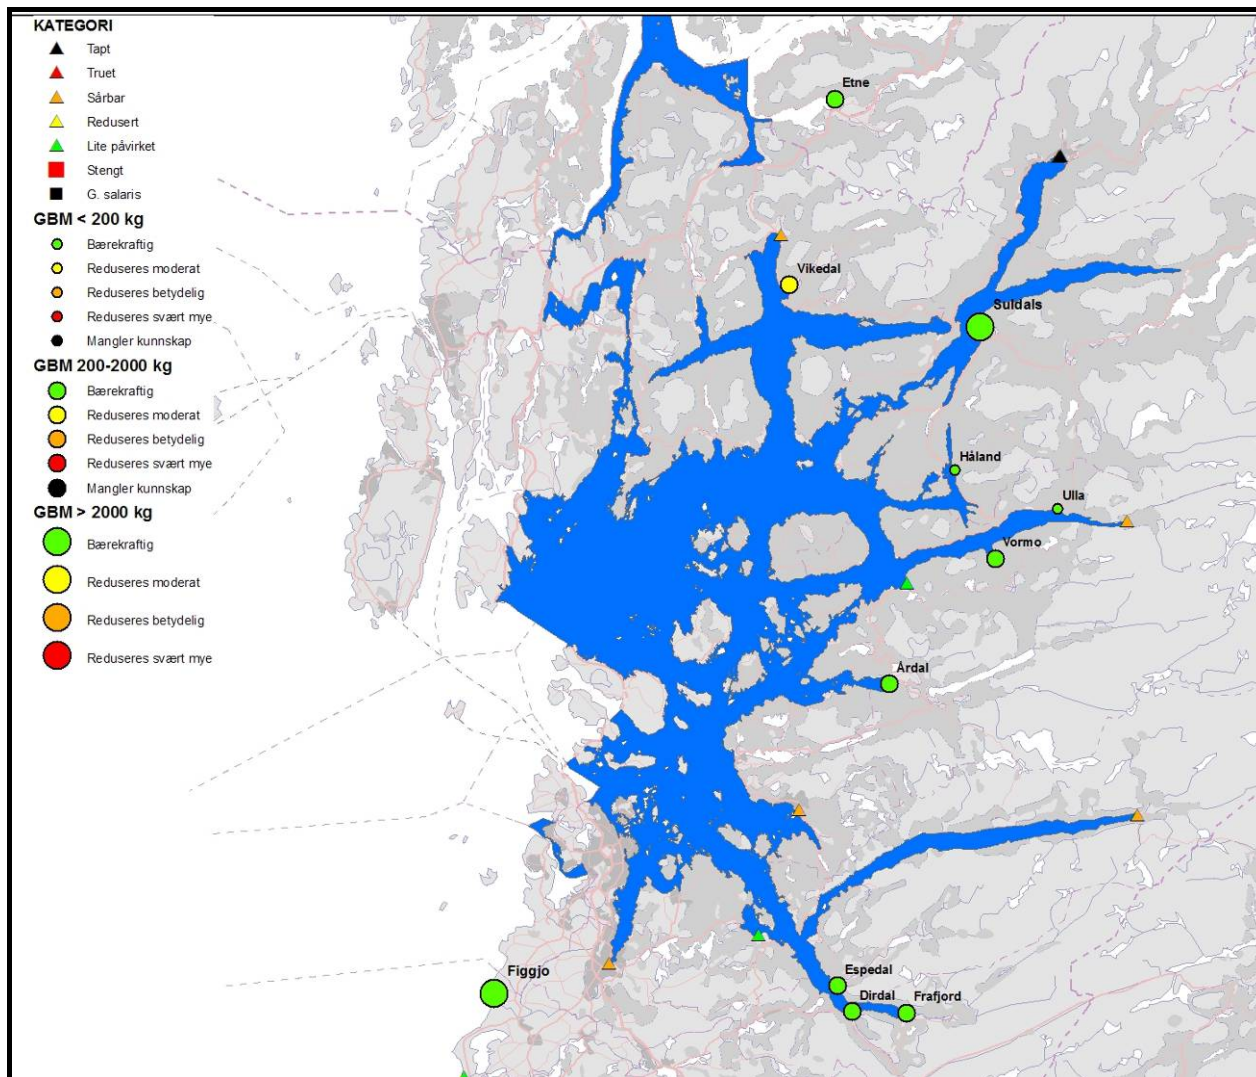 KATEGORI
Tapt
Truet
Sårbar
Redusert
Lite påvirket
Stengt
G. salaris
GBM < 200 kg
Bærekraftig
Reduseres moderat
Reduseres betydelig
Reduseres svært mye
Mangler kunnskap
GBM 200-2000 kg
Bærekraftig
Reduseres moderat
Reduseres betydelig
Reduseres svært mye
Mangler kunnskap
GBM > 2000 kg
Bærekraftig
Reduseres moderat
Reduseres betydelig
Reduseres svært mye
Etne
Vikedal
Suldals
Håland
Ulla
Vormo
Årdal
Espedal
Figgjo
Dirdal
Frafjord